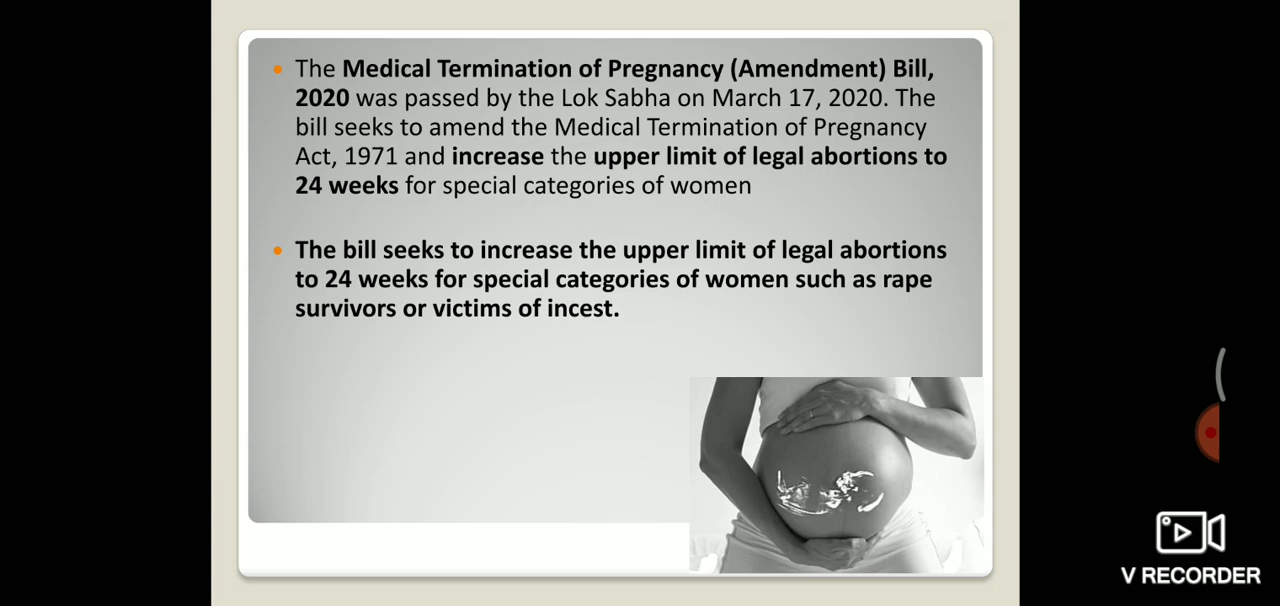 The Medical Termination of Pregnancy (Amendment) Bill,
2020 was passed by the Lok Sabha on March 17, 2020. The
bill seeks to amend the Medical Termination of Pregnancy
Act, 1971 and increase the upper limit of legal abortions to
24 weeks for special categories of women
The bill seeks to increase the upper limit of legal abortions
to 24 weeks for special categories of women such as rape
survivors or victims of incest.
V RECORDER